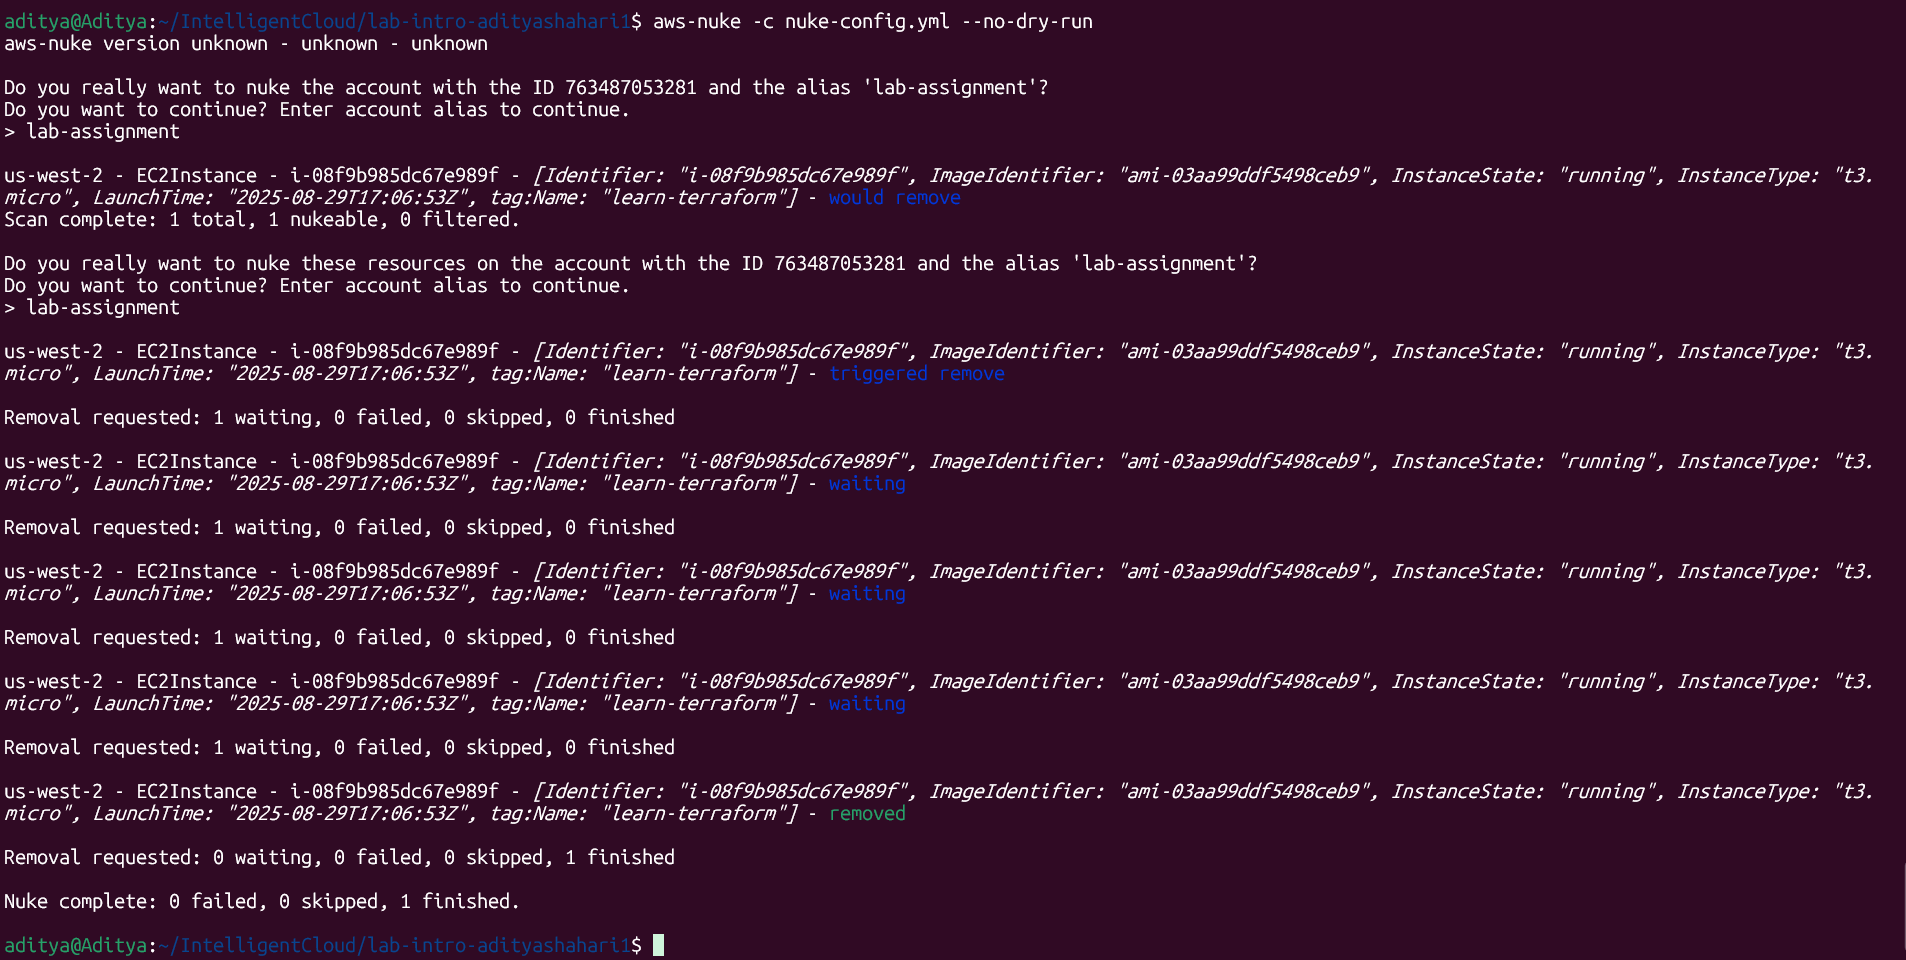 aditya@Aditya:~/IntelligentCloud/lab-intro-adityashahari1$ aws-nuke -c nuke-config.yml --no-dry-run
aws-nuke version unknown - unknown - unknown
Do you really want to nuke the account with the ID 763487053281 and the alias 'lab-assignment'?
Do you want to continue? Enter account alias to continue.
> lab-assignment
us-west-2 - EC2Instance - i-08f9b985dc67e989f - [Identifier: "i-08f9b985dc67e989f", ImageIdentifier: "ami-03aa99ddf5498ceb9", InstanceState: "running", InstanceType: "t3.
micro", LaunchTime: "2025-08-29T17:06:53Z", tag:Name: "learn-terraform"] - would remove
Scan complete: 1 total, 1 nukeable, 0 filtered.
Do you really want to nuke these resources on the account with the ID 763487053281 and the alias 'lab-assignment'?
Do you want to continue? Enter account alias to continue.
> lab-assignment
us-west-2 - EC2Instance - i-08f9b985dc67e989f - [Identifier: "i-08f9b985dc67e989f", ImageIdentifier: "ami-03aa99ddf5498ceb9", InstanceState: "running", InstanceType: "t3.
micro", LaunchTime: "2025-08-29T17:06:53Z", tag:Name: "learn-terraform"] - triggered remove
Removal requested: 1 waiting, 0 failed, 0 skipped, 0 finished
us-west-2 - EC2Instance - i-08f9b985dc67e989f - [Identifier: "i-08f9b985dc67e989f", ImageIdentifier: "ami-03aa99ddf5498ceb9", InstanceState: "running", InstanceType: "t3.
micro", LaunchTime: "2025-08-29T17:06:53Z", tag:Name: "learn-terraform"] - waiting
Removal requested: 1 waiting, 0 failed, 0 skipped, 0 finished
us-west-2 - EC2Instance - i-08f9b985dc67e989f - [Identifier: "i-08f9b985dc67e989f", ImageIdentifier: "ami-03aa99ddf5498ceb9", InstanceState: "running", InstanceType: "t3.
micro", LaunchTime: "2025-08-29T17:06:53Z", tag:Name: "learn-terraform"] - waiting
Removal requested: 1 waiting, 0 failed, 0 skipped, 0 finished
us-west-2 - EC2Instance - i-08f9b985dc67e989f - [Identifier: "i-08f9b985dc67e989f", ImageIdentifier: "ami-03aa99ddf5498ceb9", InstanceState: "running", InstanceType: "t3.
micro", LaunchTime: "2025-08-29T17:06:53Z", tag:Name: "learn-terraform"] - waiting
Removal requested: 1 waiting, 0 failed, 0 skipped, 0 finished
us-west-2 - EC2Instance - i-08f9b985dc67e989f - [Identifier: "i-08f9b985dc67e989f", ImageIdentifier: "ami-03aa99ddf5498ceb9", InstanceState: "running", InstanceType: "t3.
micro", LaunchTime: "2025-08-29T17:06:53Z", tag:Name: "learn-terraform"] - removed
Removal requested: 0 waiting, 0 failed, 0 skipped, 1 finished
Nuke complete: 0 failed, 0 skipped, 1 finished.
aditya@Aditya:~/IntelligentCloud/lab-intro-adityashahari1$